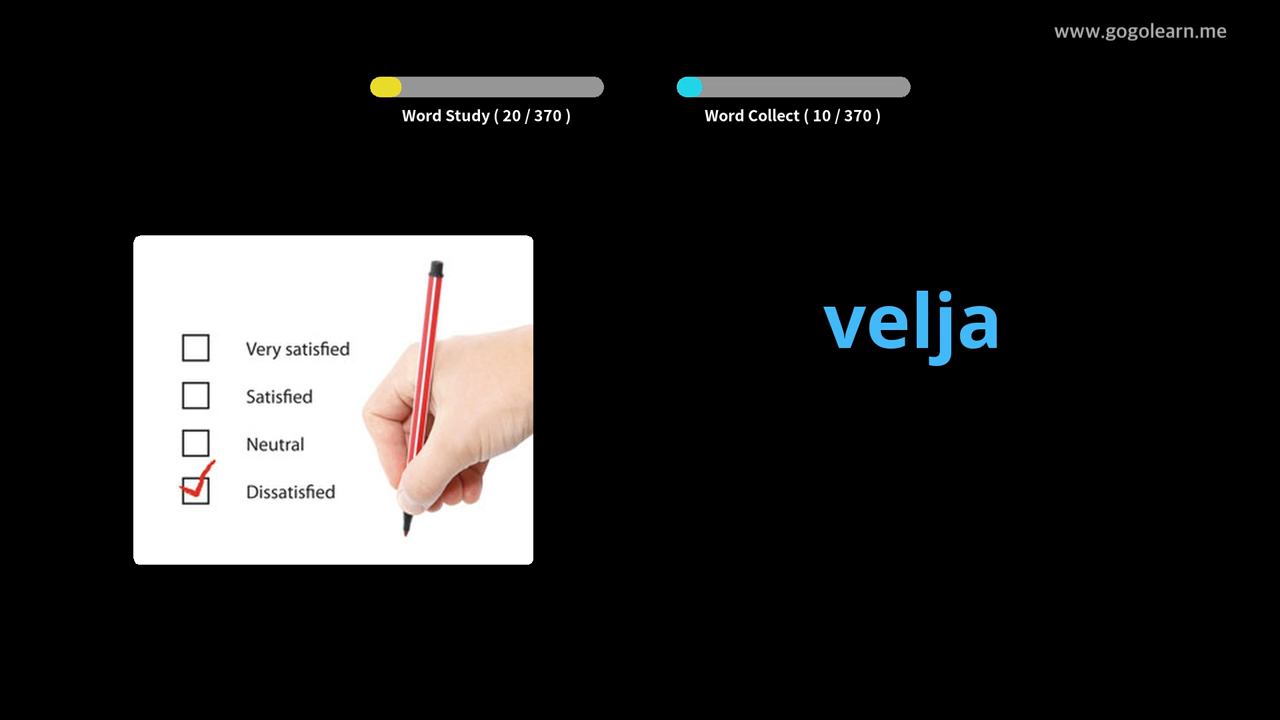 www.gogolearn.me
Word Study ( 20 / 370 )
Word Collect ( 10 / 370 )
Very satisfied
Satisfied
Neutral
Dissatisfied
velja